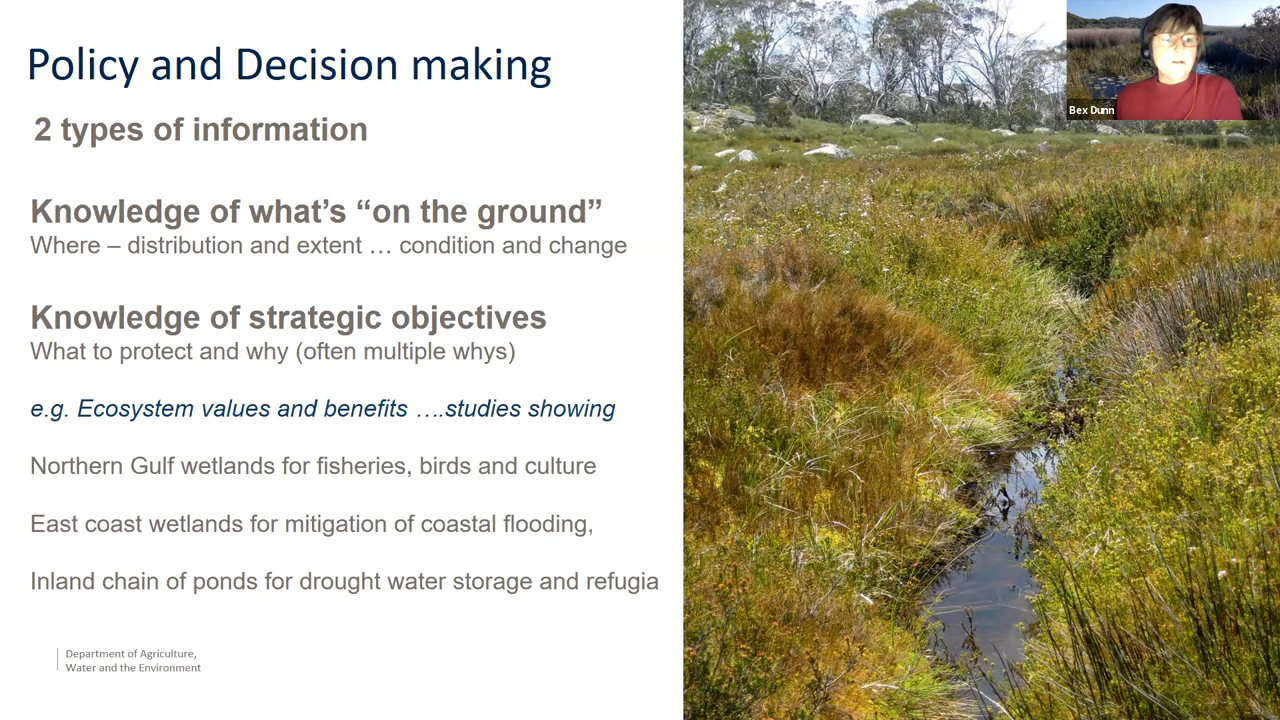 Policy and Decision making
2 types of information
Knowledge of what’s “on the ground”
Where – distribution and extent … condition and change
Knowledge of strategic objectives
What to protect and why (often multiple whys)
e.g. Ecosystem values and benefits ….studies showing
Northern Gulf wetlands for fisheries, birds and culture
East coast wetlands for mitigation of coastal flooding,
Inland chain of ponds for drought water storage and refugia
Department of Agriculture,
Water and the Environment
Bex Dunn